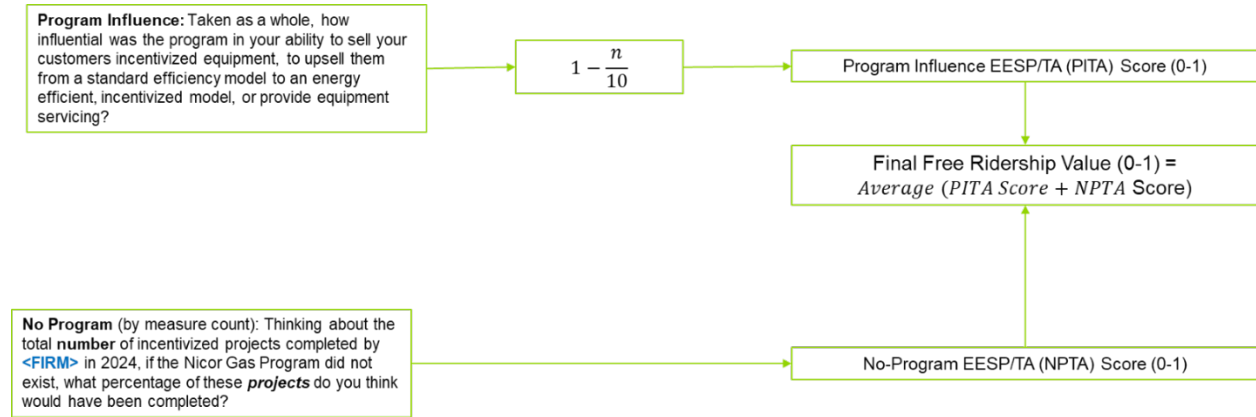 Program Influence: Taken as a whole, how
influential was the program in your ability to sell your
customers incentivized equipment, to upsell them
from a standard efficiency model to an energy
efficient, incentivized model, or provide equipment
servicing?
1 − n/10
Program Influence EESP/TA (PITA) Score (0-1)
Final Free Ridership Value (0-1) =
Average (PITA Score + NPTA Score)
No Program (by measure count): Thinking about the
total number of incentivized projects completed by
<FIRM> in 2024, if the Nicor Gas Program did not
exist, what percentage of these projects do you think
would have been completed?
No-Program EESP/TA (NPTA) Score (0-1)